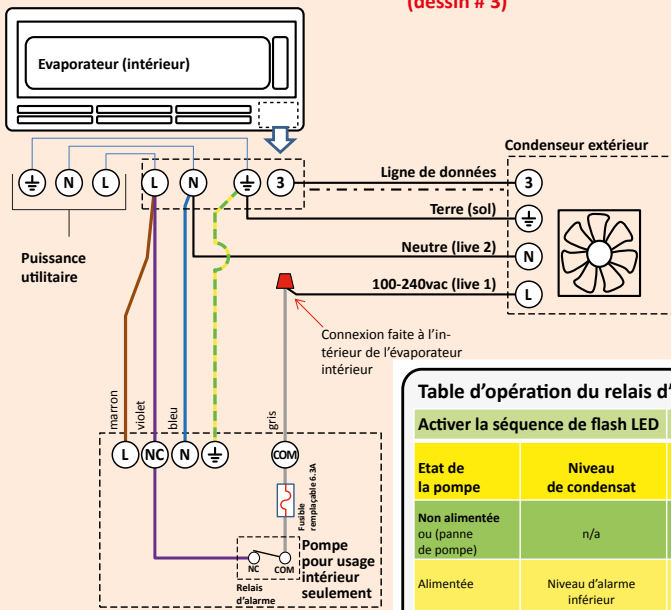 (dessin # 3)
Evaporateur (intérieur)
Condenseur extérieur
N
L
L
N
3
Ligne de données
3
Terre (sol)
Neutre (live 2)
N
100-240vac (live 1)
L
Puissance
utilitaire
Connexion faite à l'in-
térieur de l'évaporateur
intérieur
marron
violet
bleu
gris
L
NC
N
COM
Fusible
remplaçable 6.3A
NC
COM
Relais
d'alarme
Pompe
pour usage
intérieur
seulement
Table d'opération du relais d'
Activer la séquence de flash LED
Etat de
la pompe
Niveau
de condensat
Non alimentée
ou (panne
de pompe)
n/a
Alimentée
Niveau d'alarme
inférieur